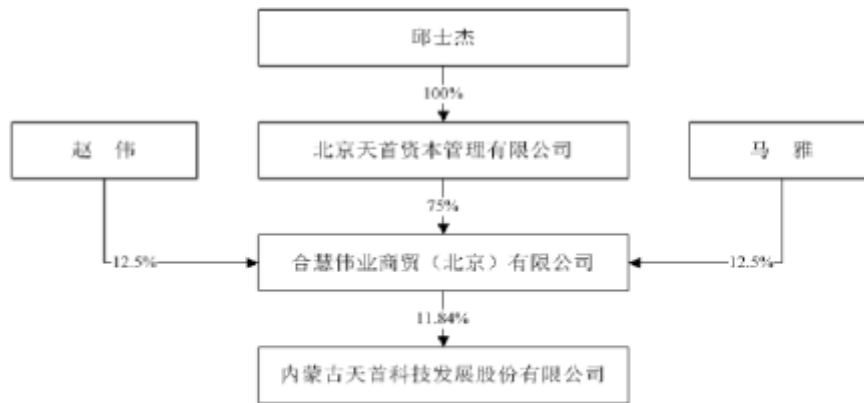 邱士杰
100%
赵 伟
北京天首资本管理有限公司
马 雅
75%
12.5%
合慧伟业商贸（北京）有限公司
12.5%
11.84%
内蒙古天首科技发展股份有限公司